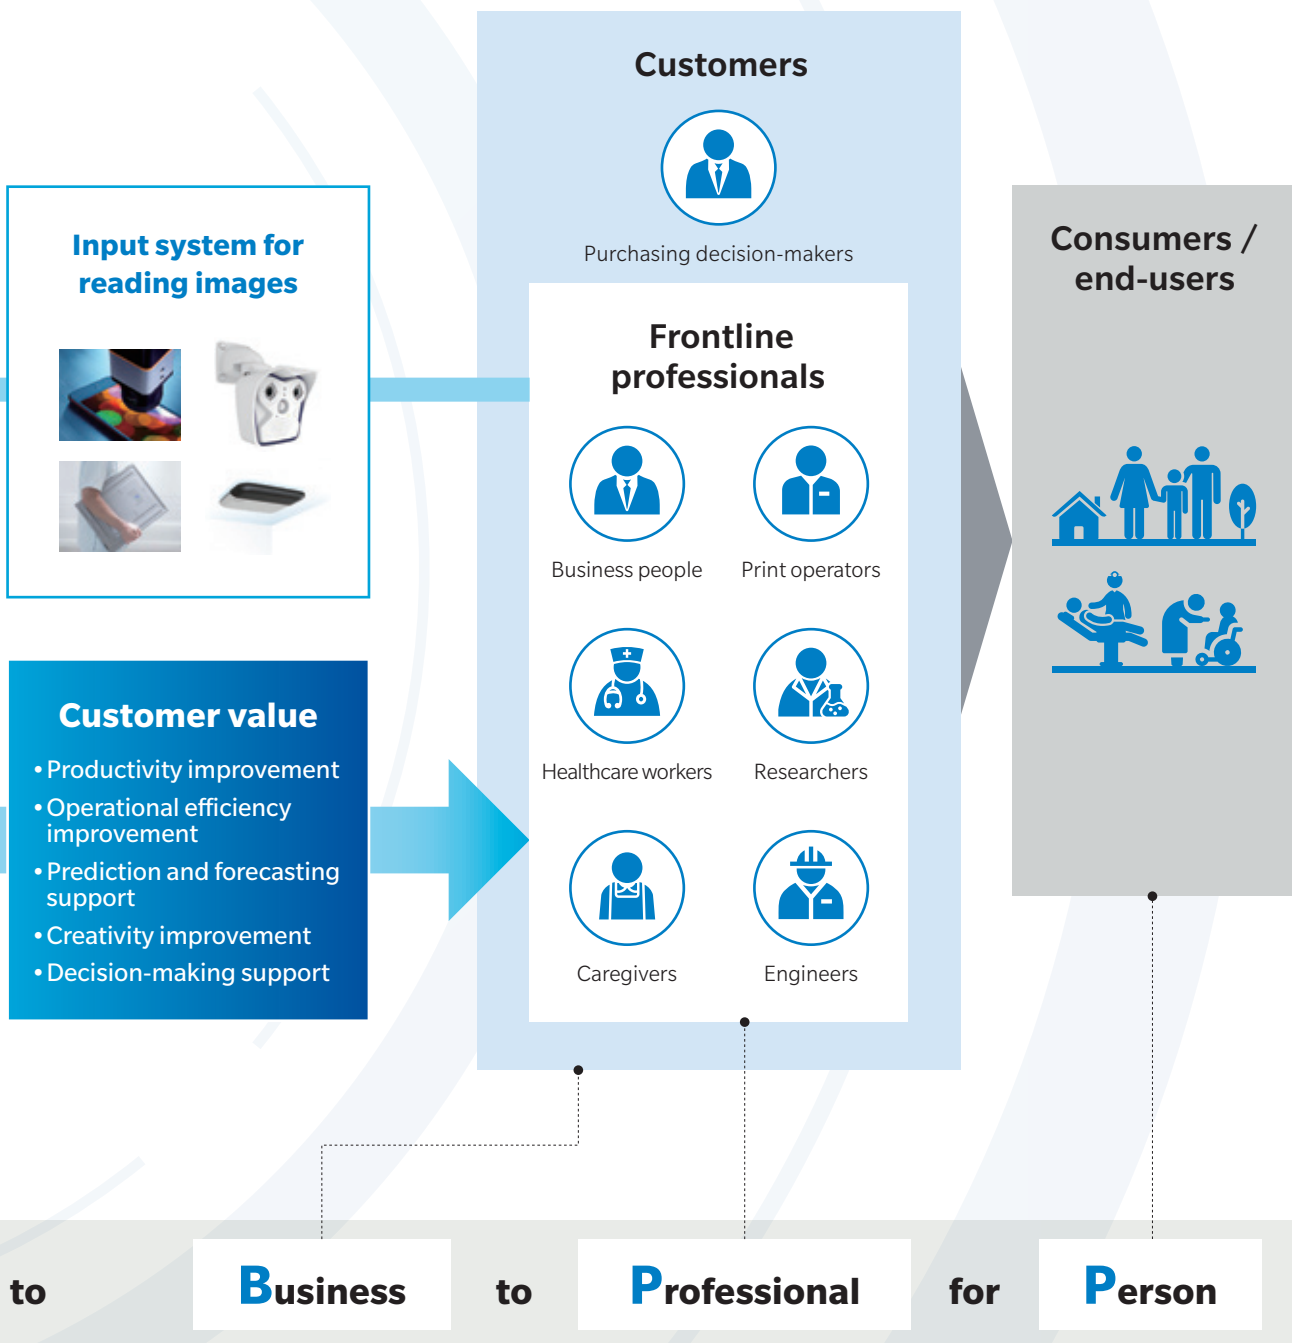 Customers
Purchasing decision-makers
Input system for
reading images
Consumers /
end-users
Frontline
professionals
Business people
Print operators
Healthcare workers
Researchers
Caregivers
Engineers
Customer value
• Productivity improvement
• Operational efficiency
improvement
• Prediction and forecasting
support
• Creativity improvement
• Decision-making support
to Business to Professional for Person